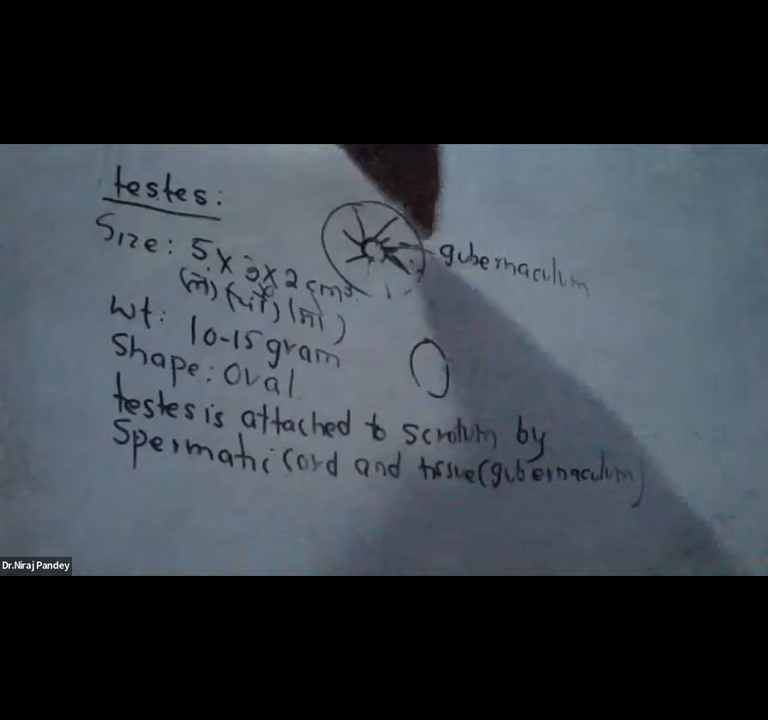 testes:
Size: 5 X 3 X 2 cms.
(लं) (चौ) (मो)
gubernaculum
Wt: 10-15 gram
Shape: Oval
testes is attached to scrotum by
Spermatic Cord and tissue (gubernaculum)
Dr.Niraj Pandey